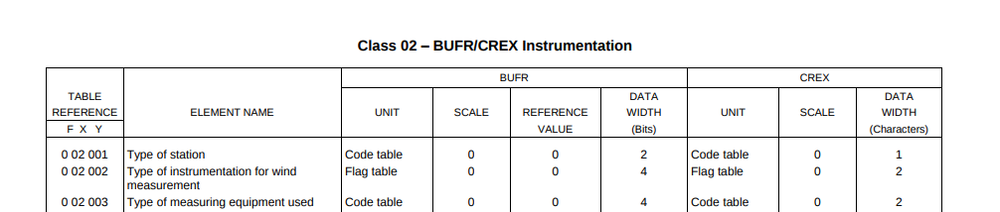 Class 02 – BUFR/CREX Instrumentation
BUFR CREX
TABLE DATA DATA
REFERENCE ELEMENT NAME UNIT SCALE REFERENCE WIDTH UNIT SCALE WIDTH
F X Y VALUE (Bits) (Characters)
0 02 001 Type of station Code table 0 0 2 Code table 0 1
0 02 002 Type of instrumentation for wind Flag table 0 0 4 Flag table 0 2
measurement
0 02 003 Type of measuring equipment used Code table 0 0 4 Code table 0 2